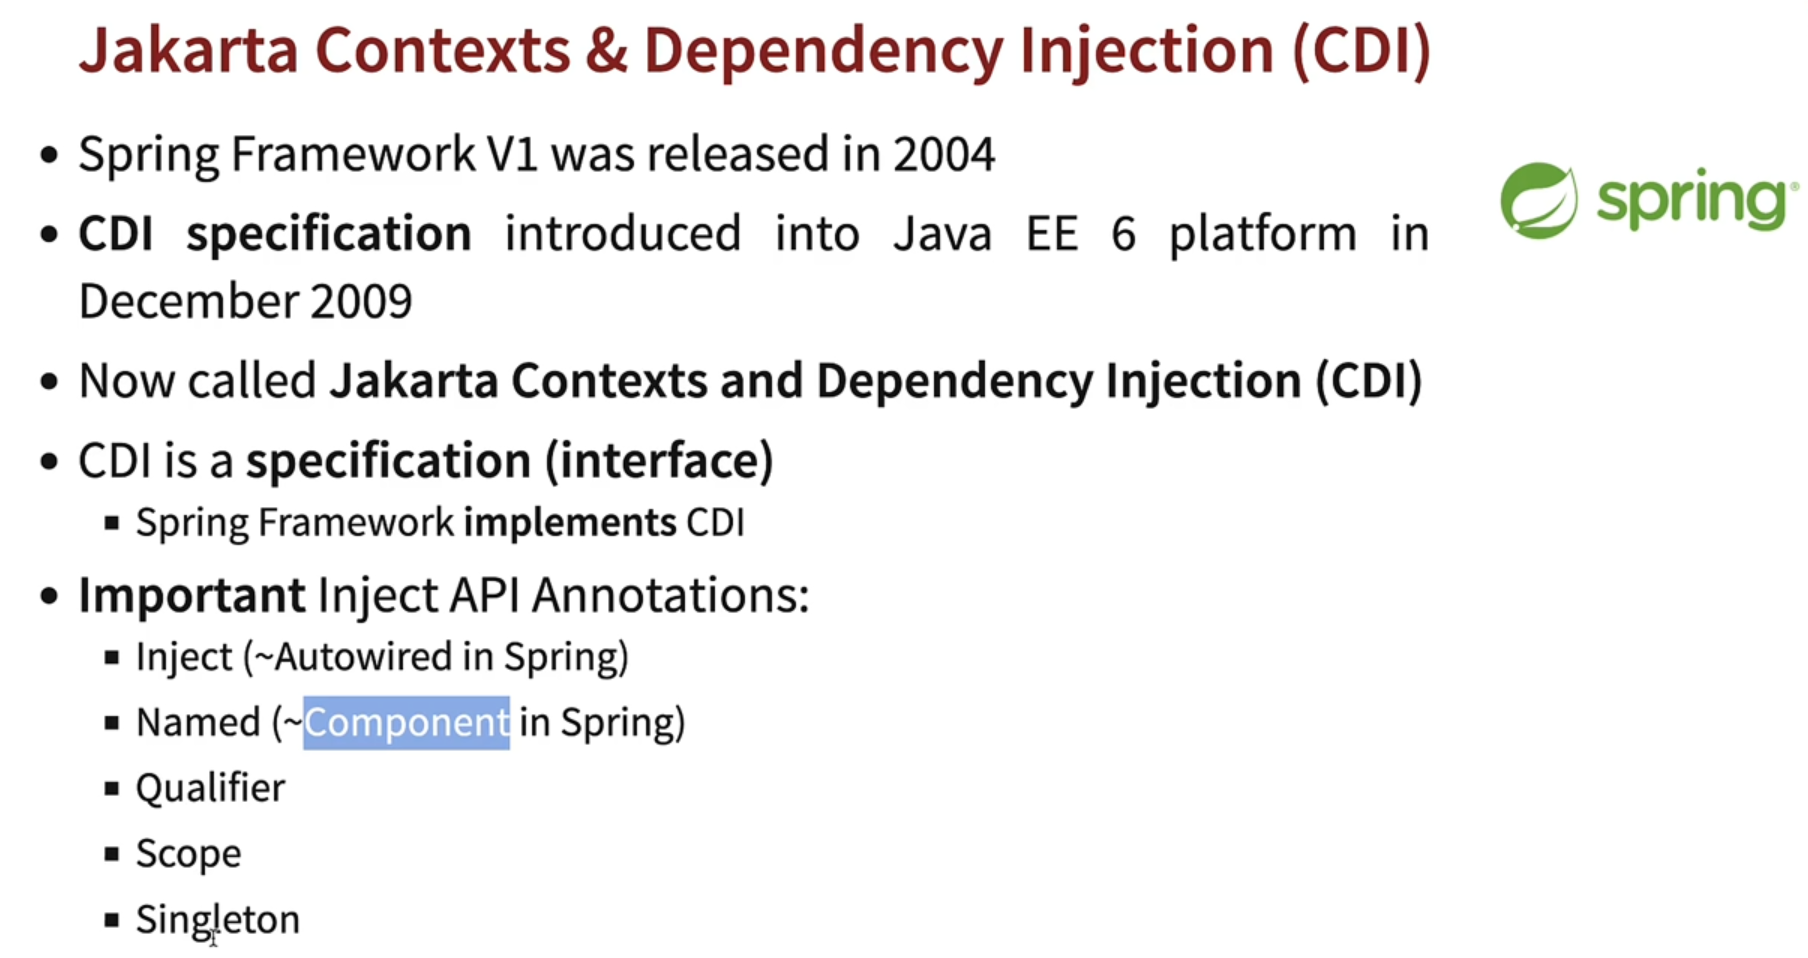 Jakarta Contexts & Dependency Injection (CDI)
• Spring Framework V1 was released in 2004
spring®
• CDI specification introduced into Java EE 6 platform in
December 2009
• Now called Jakarta Contexts and Dependency Injection (CDI)
• CDI is a specification (interface)
▪ Spring Framework implements CDI
• Important Inject API Annotations:
▪ Inject (~Autowired in Spring)
▪ Named (~Component in Spring)
▪ Qualifier
▪ Scope
▪ Singleton